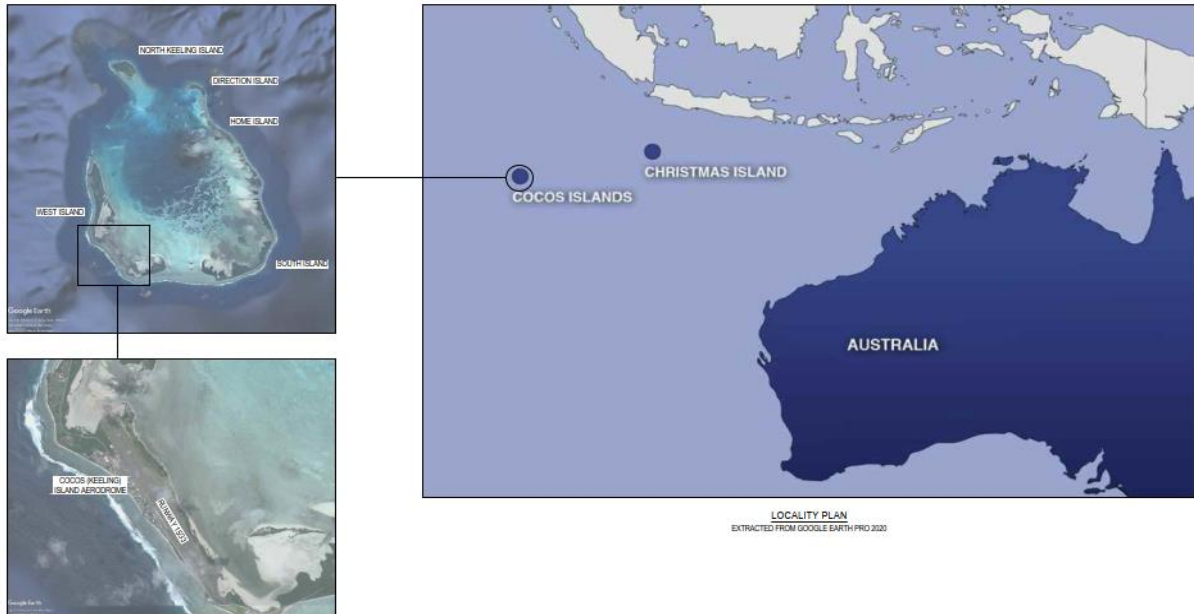 NORTH KEELING ISLAND
DIRECTION ISLAND
HOME ISLAND
WEST ISLAND
SOUTH ISLAND
Google Earth
COCOS (KEELING)
ISLAND AERODROME
RUNWAY 15/33
Google Earth
CHRISTMAS ISLAND
COCOS ISLANDS
AUSTRALIA
LOCALITY PLAN
EXTRACTED FROM GOOGLE EARTH PRO 2020